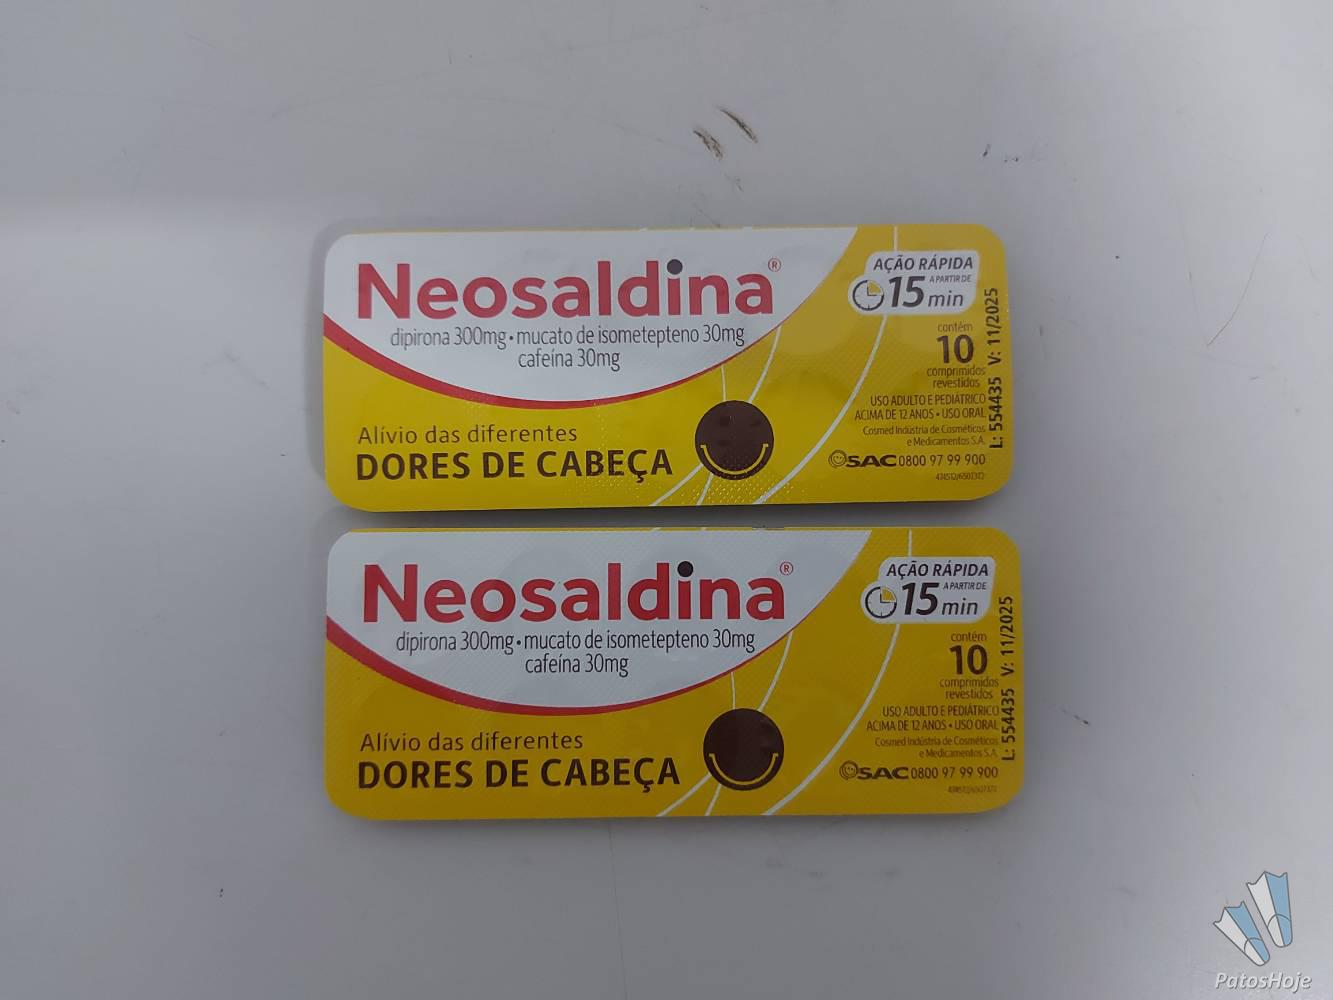 Neosaldina®
dipirona 300mg • mucato de isometepteno 30mg
cafeína 30mg
Alívio das diferentes
DORES DE CABEÇA
AÇÃO RÁPIDA
15 A PARTIR DE min
contém
10
comprimidos
revestidos
USO ADULTO E PEDIÁTRICO
ACIMA DE 12 ANOS • USO ORAL
Cosmed Indústria de Cosméticos
e Medicamentos S.A.
SAC 0800 97 99 900
L: 554435 V: 11/2025
Neosaldina®
dipirona 300mg • mucato de isometepteno 30mg
cafeína 30mg
Alívio das diferentes
DORES DE CABEÇA
AÇÃO RÁPIDA
15 A PARTIR DE min
contém
10
comprimidos
revestidos
USO ADULTO E PEDIÁTRICO
ACIMA DE 12 ANOS • USO ORAL
Cosmed Indústria de Cosméticos
e Medicamentos S.A.
SAC 0800 97 99 900
L: 554435 V: 11/2025
PatosHoje